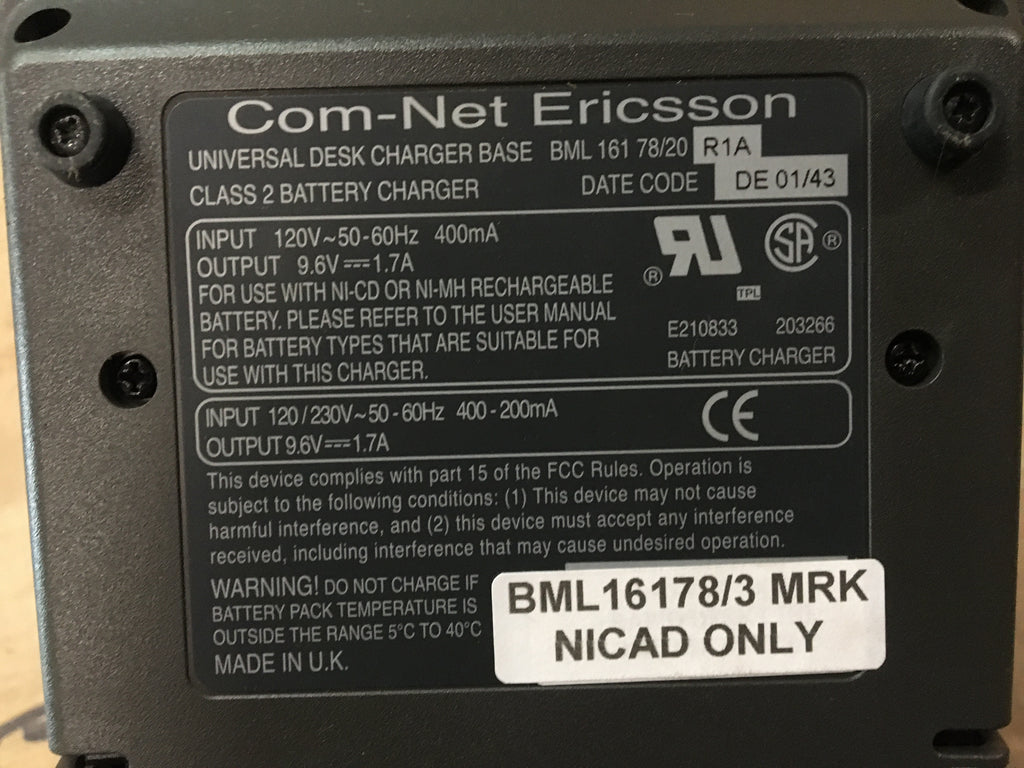 Com-Net Ericsson
UNIVERSAL DESK CHARGER BASE BML 161 78/20 R1A
CLASS 2 BATTERY CHARGER DATE CODE DE 01/43
INPUT 120V~50-60Hz 400mA
OUTPUT 9.6V⎓1.7A
FOR USE WITH NI-CD OR NI-MH RECHARGEABLE
BATTERY. PLEASE REFER TO THE USER MANUAL
FOR BATTERY TYPES THAT ARE SUITABLE FOR
USE WITH THIS CHARGER.
RU ® SA ®
TPL
E210833 203266
BATTERY CHARGER
INPUT 120/230V~50-60Hz 400-200mA
OUTPUT 9.6V⎓1.7A
CE
This device complies with part 15 of the FCC Rules. Operation is
subject to the following conditions: (1) This device may not cause
harmful interference, and (2) this device must accept any interference
received, including interference that may cause undesired operation.
WARNING! DO NOT CHARGE IF
BATTERY PACK TEMPERATURE IS
OUTSIDE THE RANGE 5°C TO 40°C
MADE IN U.K.
BML16178/3 MRK
NICAD ONLY